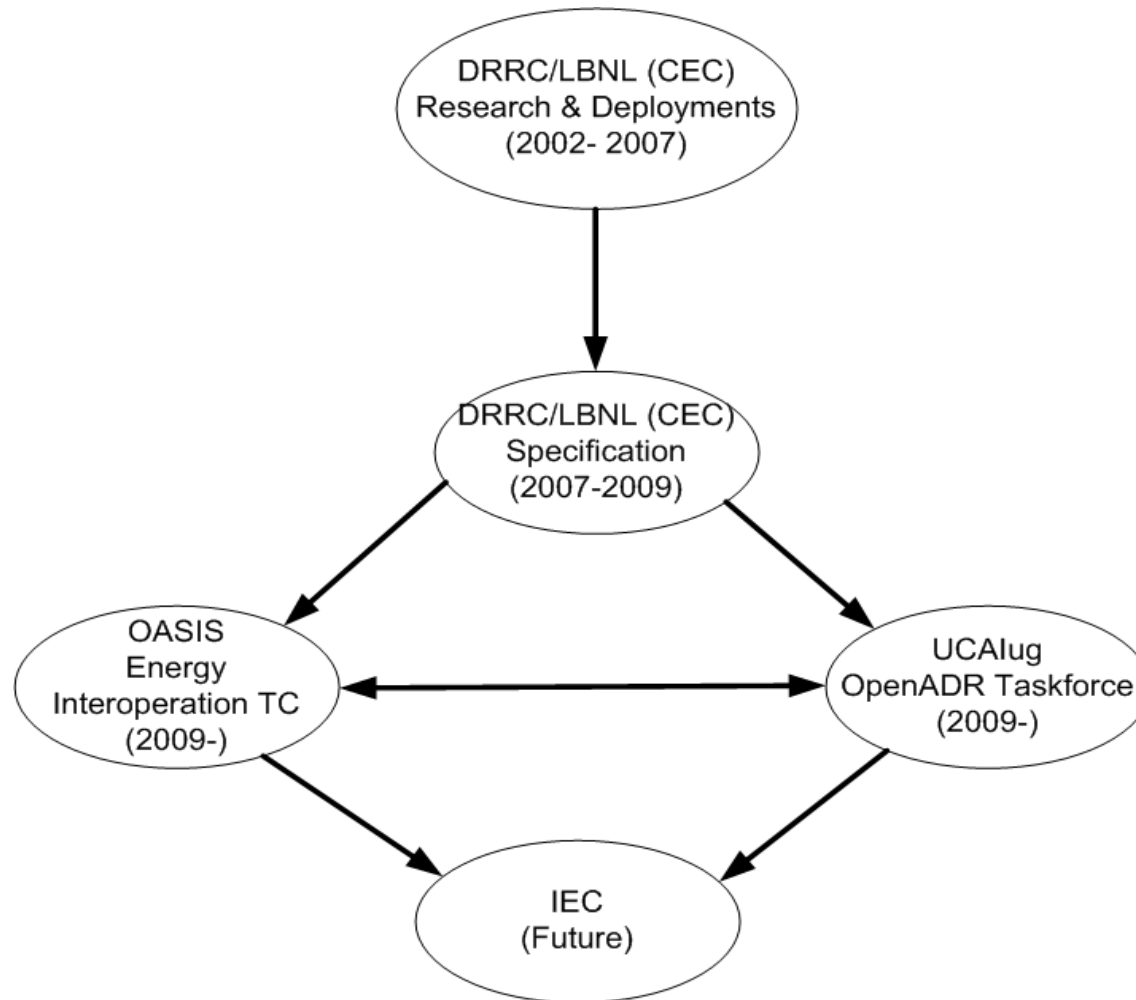 DRRC/LBNL (CEC)
Research & Deployments
(2002- 2007)
DRRC/LBNL (CEC)
Specification
(2007-2009)
OASIS
Energy
Interoperation TC
(2009-)
UCAIug
OpenADR Taskforce
(2009-)
IEC
(Future)